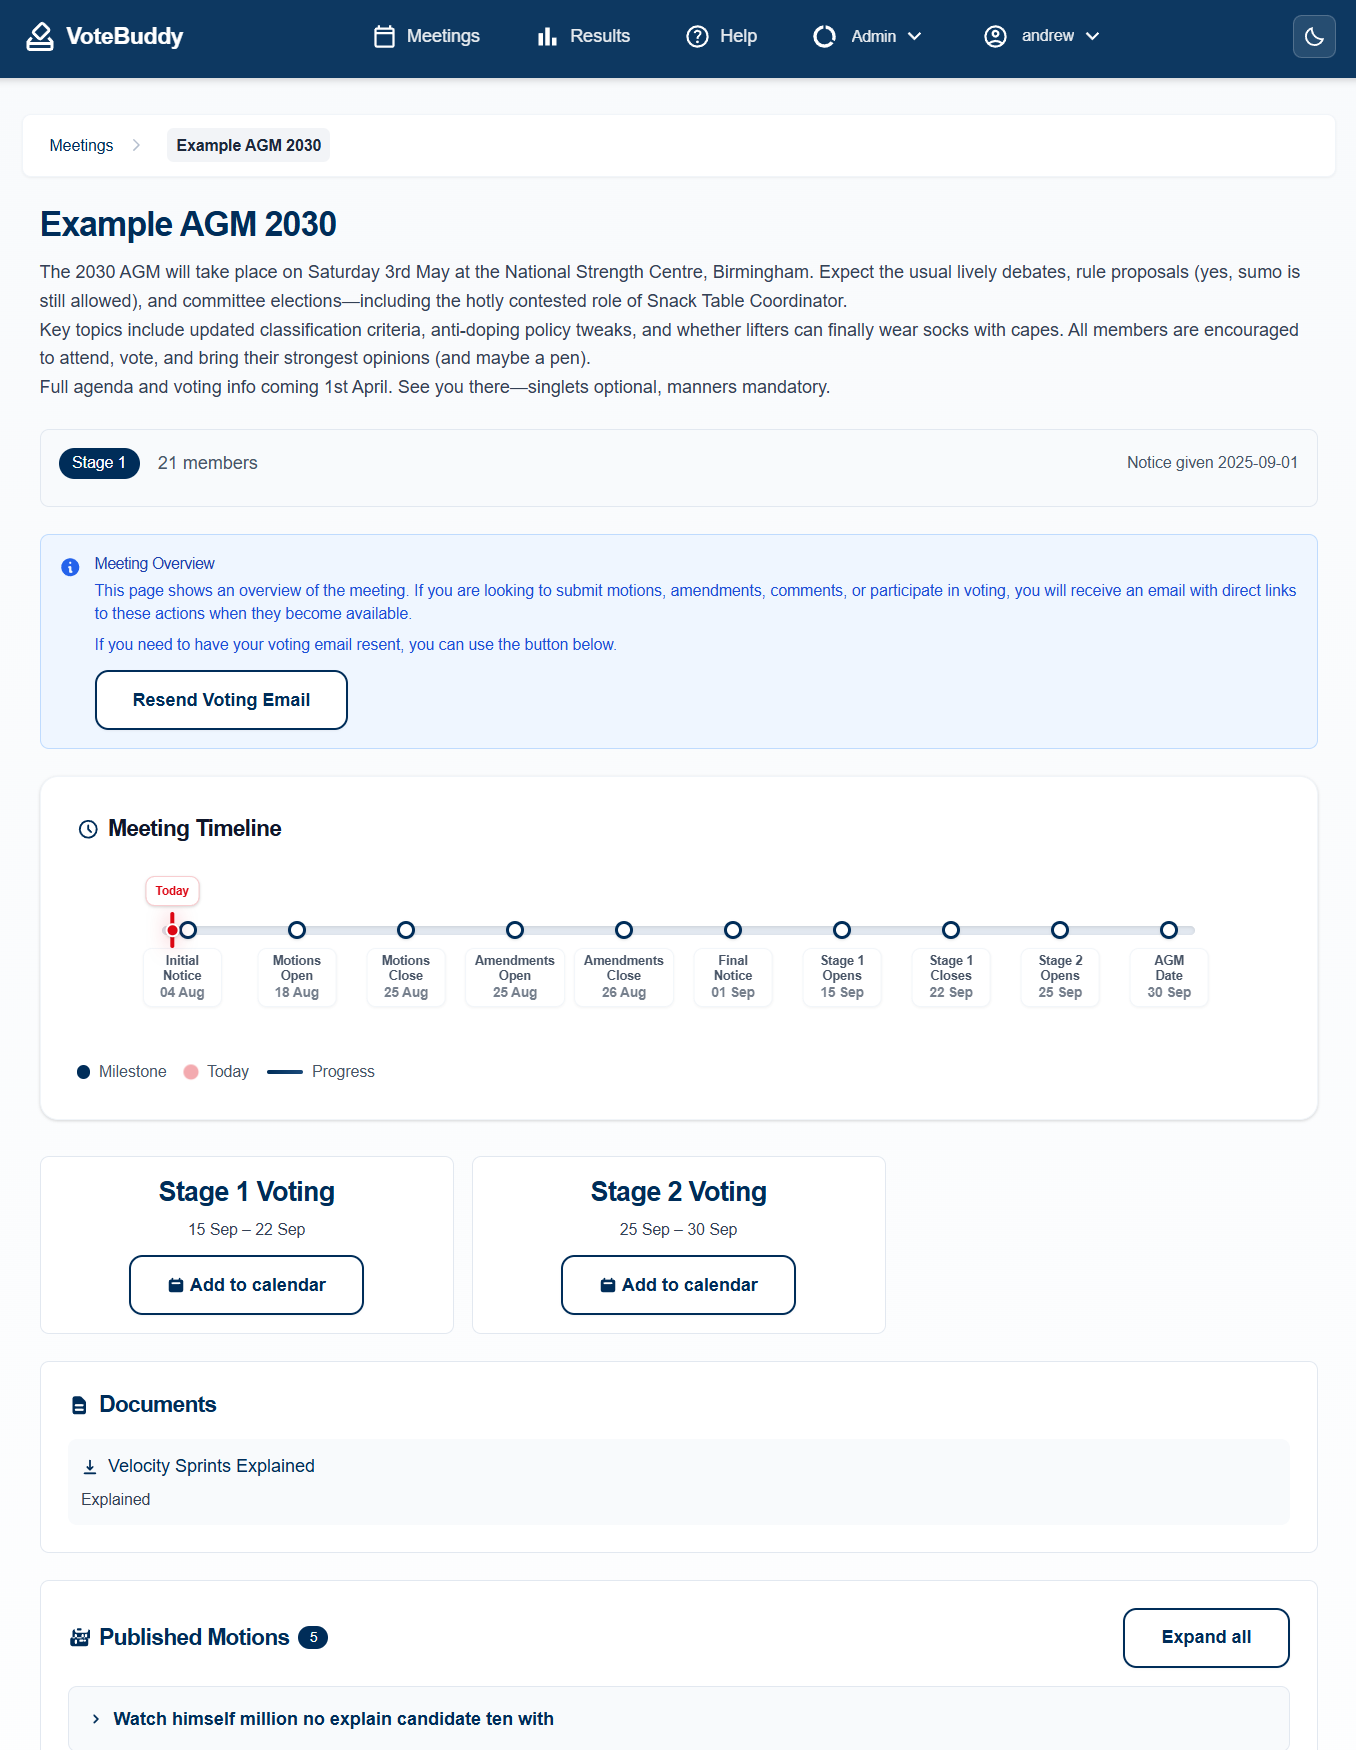 VoteBuddy
Meetings
Results
Help
Admin
andrew
Meetings
Example AGM 2030
Example AGM 2030
The 2030 AGM will take place on Saturday 3rd May at the National Strength Centre, Birmingham. Expect the usual lively debates, rule proposals (yes, sumo is
still allowed), and committee elections—including the hotly contested role of Snack Table Coordinator.
Key topics include updated classification criteria, anti-doping policy tweaks, and whether lifters can finally wear socks with capes. All members are encouraged
to attend, vote, and bring their strongest opinions (and maybe a pen).
Full agenda and voting info coming 1st April. See you there—singlets optional, manners mandatory.
Stage 1
21 members
Notice given 2025-09-01
Meeting Overview
This page shows an overview of the meeting. If you are looking to submit motions, amendments, comments, or participate in voting, you will receive an email with direct links
to these actions when they become available.
If you need to have your voting email resent, you can use the button below.
Resend Voting Email
Meeting Timeline
Today
Initial
Notice
04 Aug
Motions
Open
18 Aug
Motions
Close
25 Aug
Amendments
Open
25 Aug
Amendments
Close
26 Aug
Final
Notice
01 Sep
Stage 1
Opens
15 Sep
Stage 1
Closes
22 Sep
Stage 2
Opens
25 Sep
AGM
Date
30 Sep
Milestone
Today
Progress
Stage 1 Voting
15 Sep – 22 Sep
Add to calendar
Stage 2 Voting
25 Sep – 30 Sep
Add to calendar
Documents
Velocity Sprints Explained
Explained
Published Motions 5
Expand all
Watch himself million no explain candidate ten with